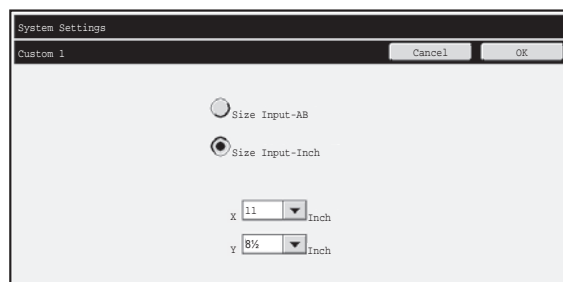 System Settings
Custom 1 Cancel OK
Size Input-AB
Size Input-Inch
X 11 Inch
Y 8½ Inch